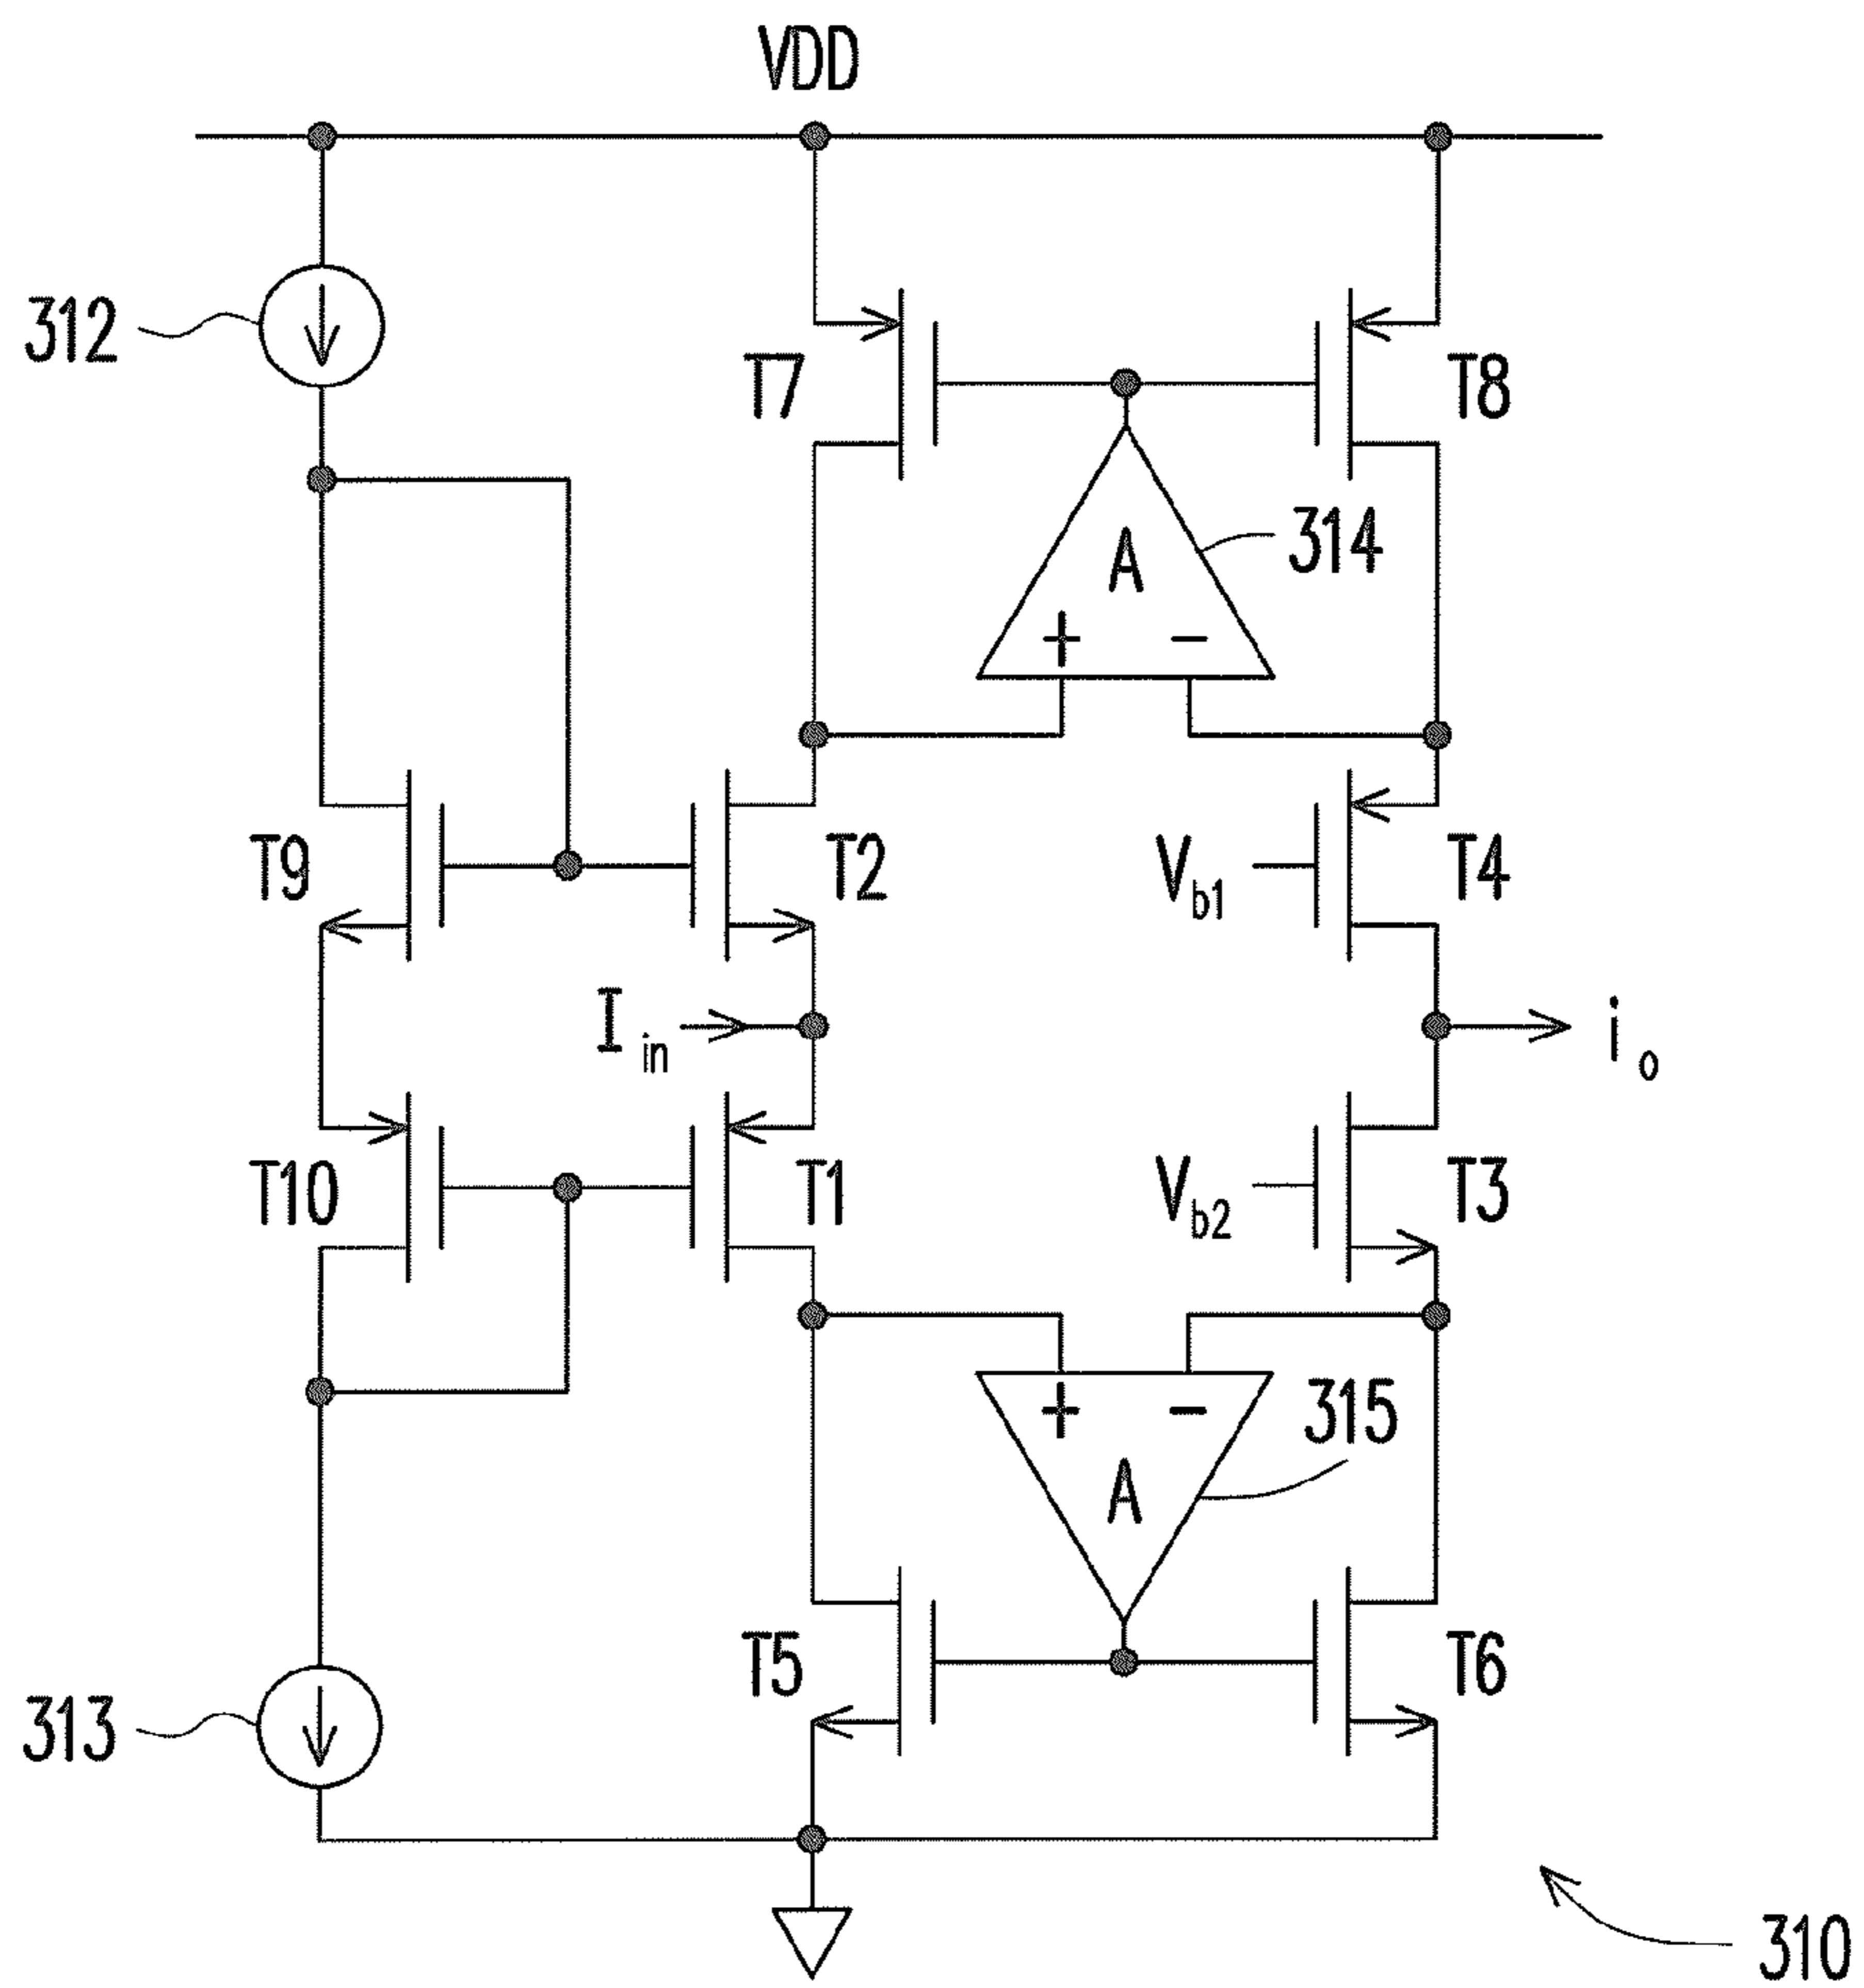 VDD
312
T7
T8
A
314
+ −
T9
T2
Vb1
T4
Iin
io
T10
T1
Vb2
T3
+ −
315
A
T5
T6
313
310